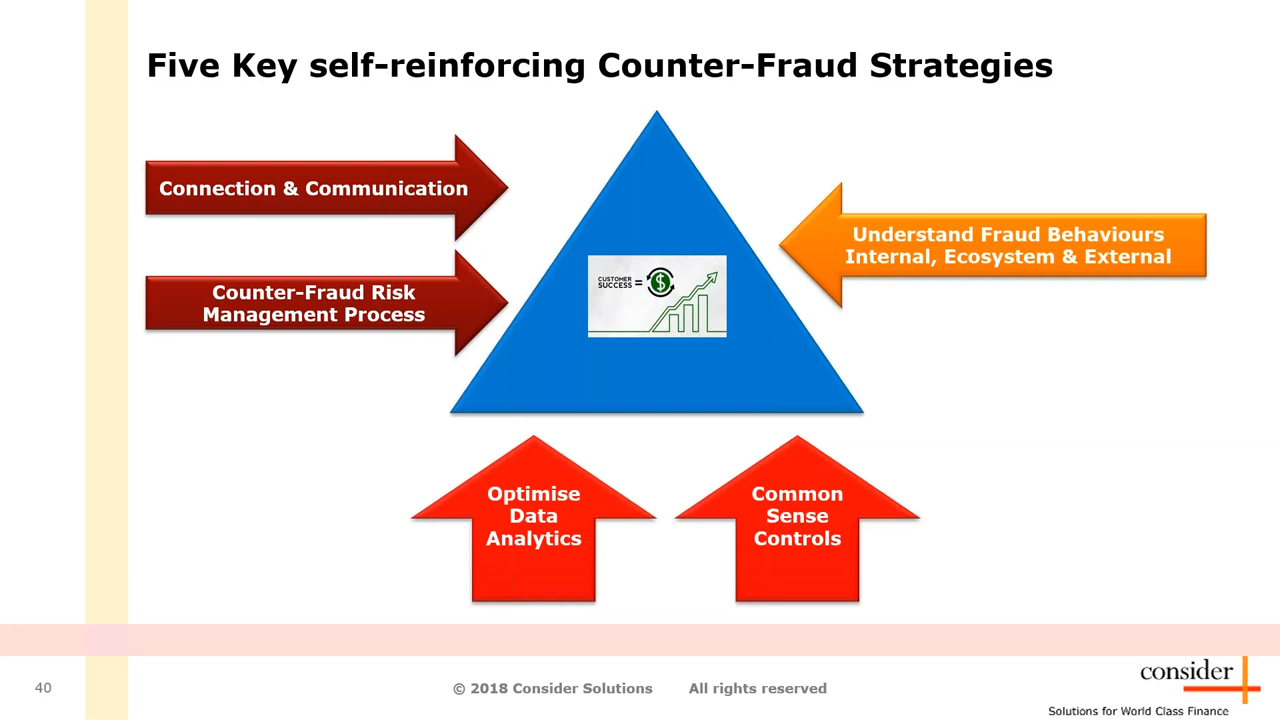 Five Key self-reinforcing Counter-Fraud Strategies
Connection & Communication
Counter-Fraud Risk
Management Process
CUSTOMER
SUCCESS = $
Understand Fraud Behaviours
Internal, Ecosystem & External
Optimise
Data
Analytics
Common
Sense
Controls
40
© 2018 Consider Solutions All rights reserved
consider
Solutions for World Class Finance